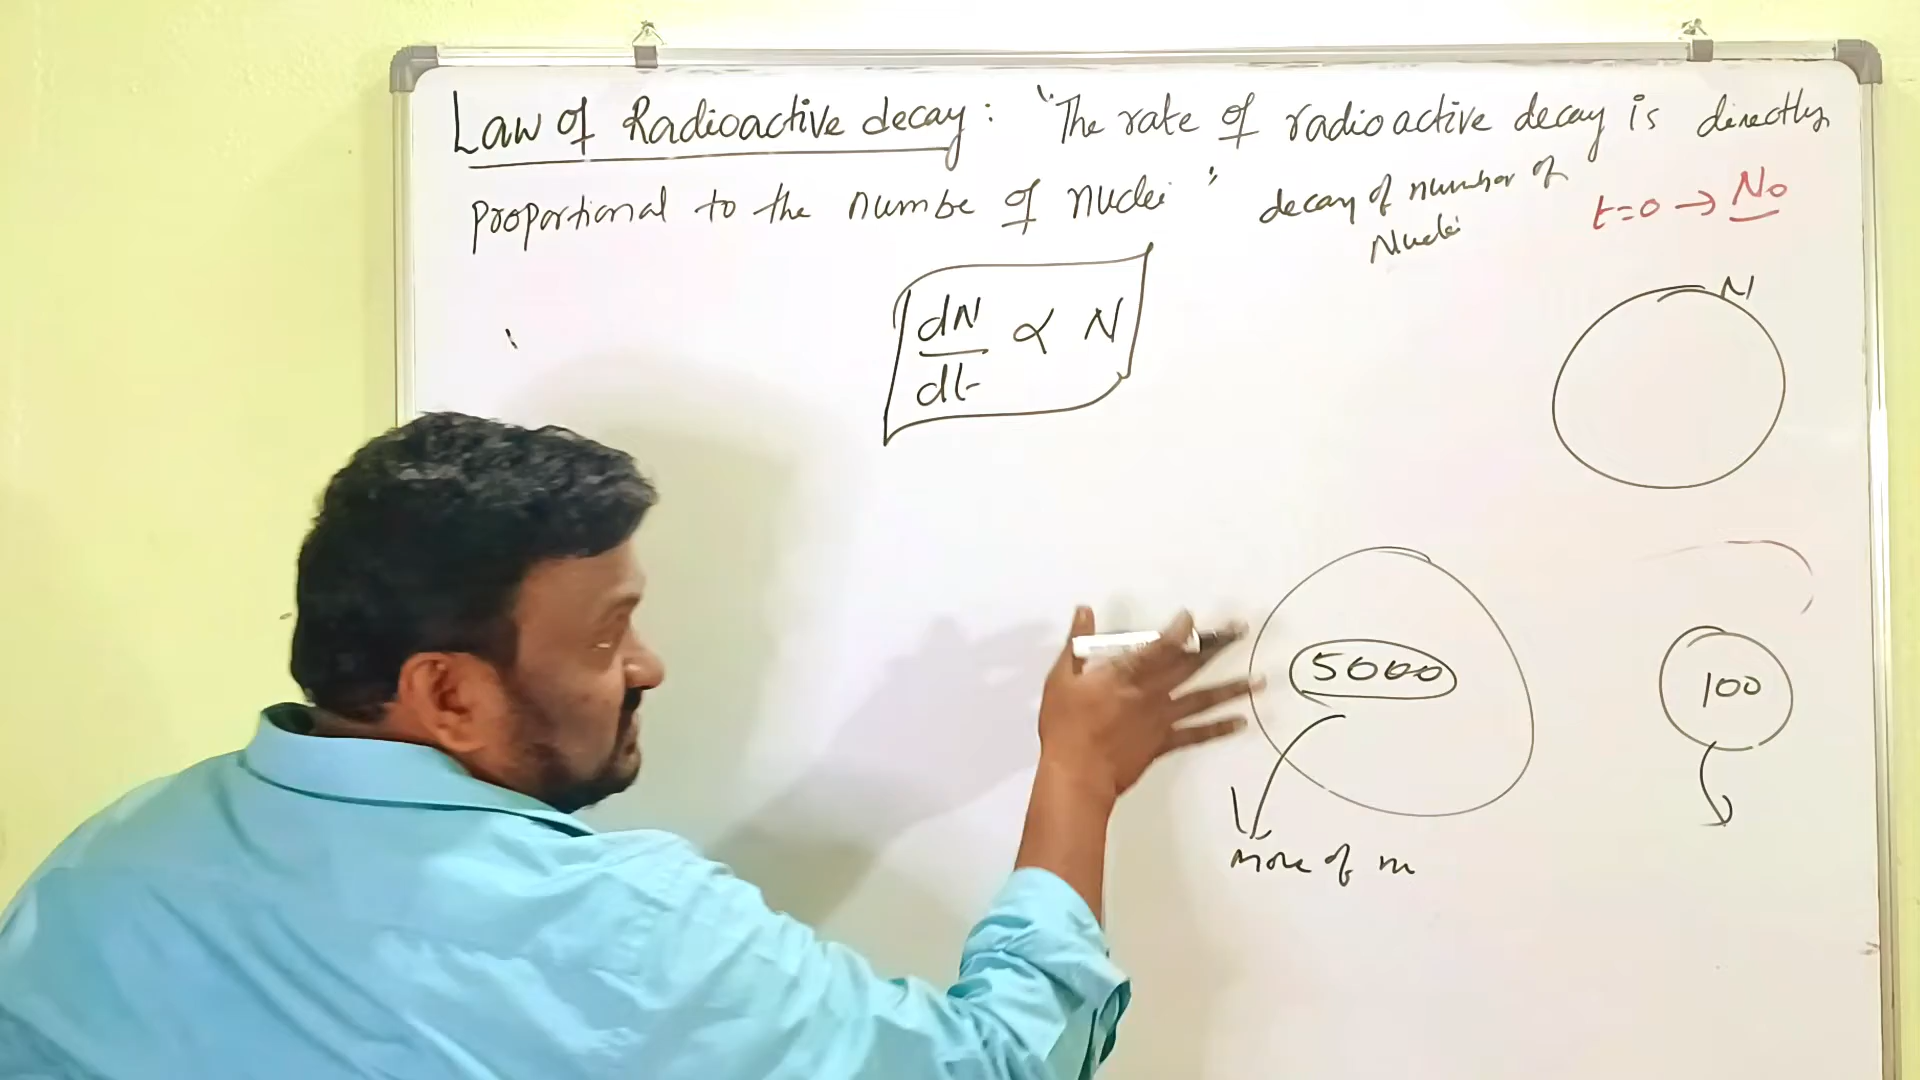 Law of Radioactive decay: "The rate of radioactive decay is directly
proportional to the numbe of nuclei"
decay of number of
Nuclei
t=0 → No
dN/dt ∝ N
N
5000
100
more of m